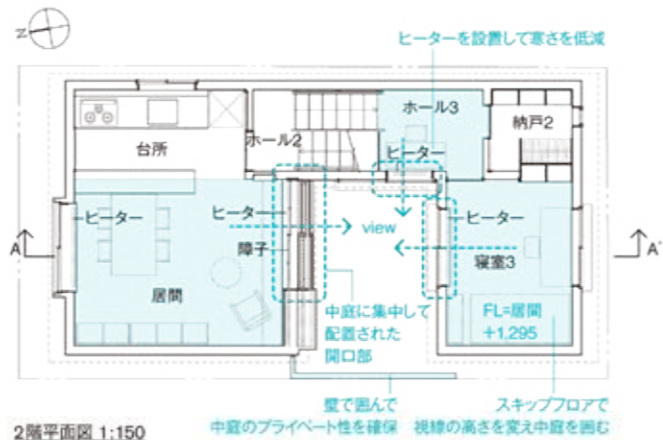 N
ヒーターを設置して寒さを低減
ホール3
納戸2
ホール2
台所
ヒーター
ヒーター
ヒーター
ヒーター
view
障子
A
A'
寝室3
居間
中庭に集中して
配置された
開口部
FL=居間
+1,295
壁で囲んで
中庭のプライベート性を確保
スキップフロアで
視線の高さを変え中庭を囲む
2階平面図 1:150